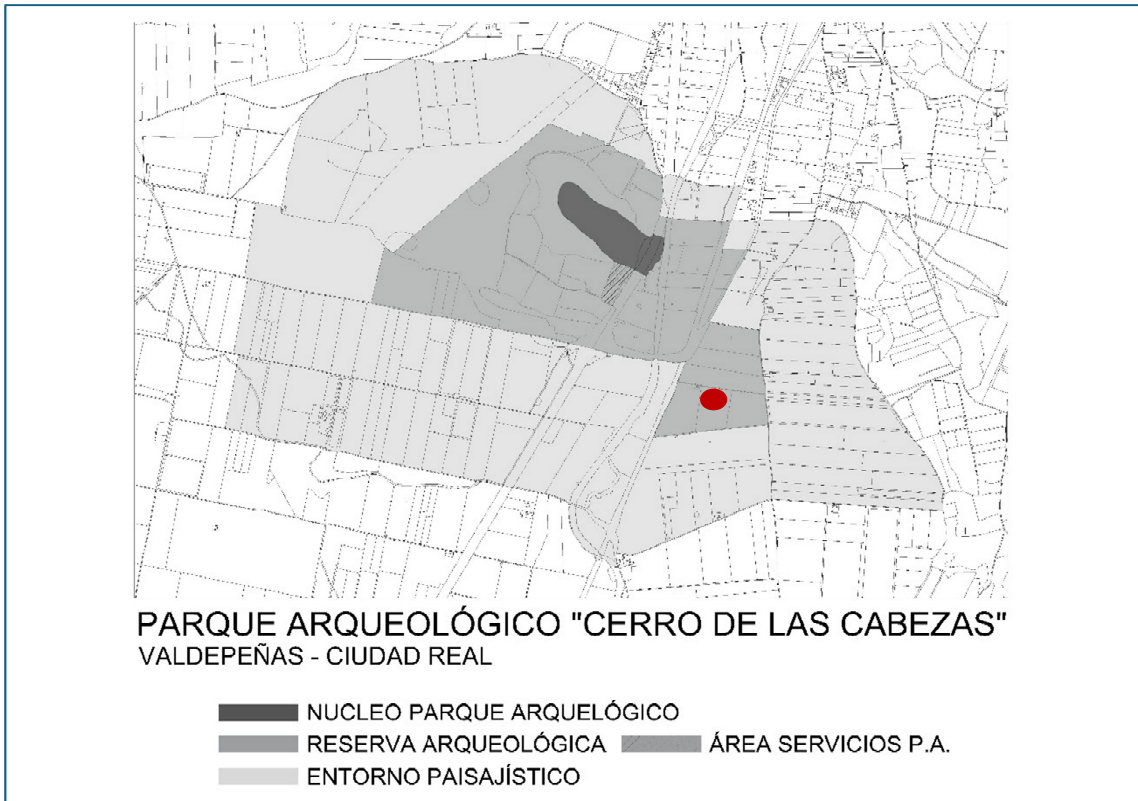 PARQUE ARQUEOLÓGICO "CERRO DE LAS CABEZAS"
VALDEPEÑAS - CIUDAD REAL
NUCLEO PARQUE ARQUELÓGICO
RESERVA ARQUEOLÓGICA ÁREA SERVICIOS P.A.
ENTORNO PAISAJÍSTICO